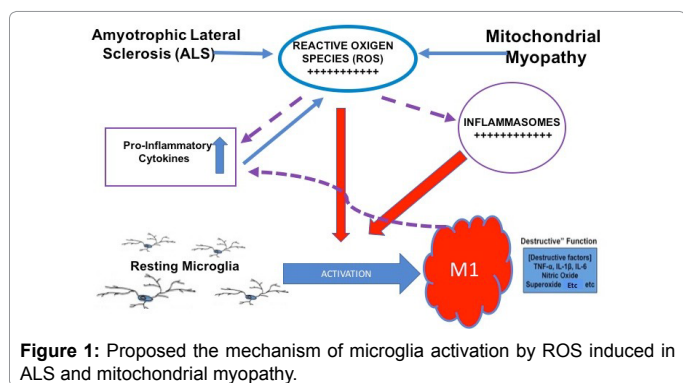 Amyotrophic Lateral
Sclerosis (ALS)
REACTIVE OXIGEN
SPECIES (ROS)
+++++++++++
Mitochondrial
Myopathy
INFLAMMASOMES
++++++++++++
Pro-Inflammatory
Cytokines
Resting Microglia
ACTIVATION
M1
Destructive" Function
[Destructive factors]
TNF-α, IL-1β, IL-6
Nitric Oxide
Superoxide Etc etc
Figure 1: Proposed the mechanism of microglia activation by ROS induced in
ALS and mitochondrial myopathy.